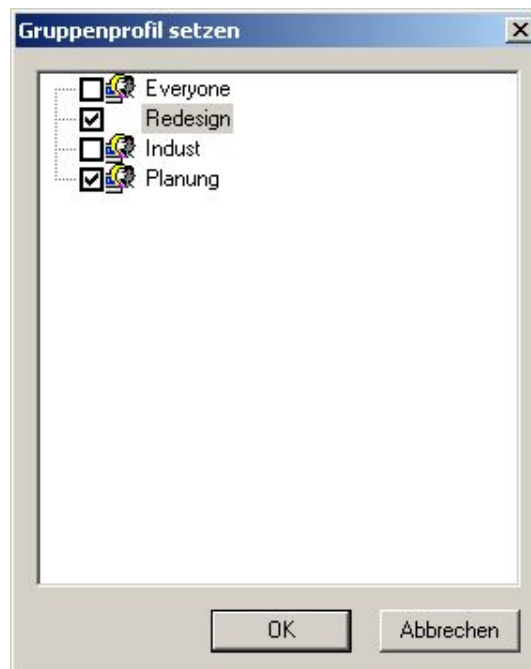 Gruppenprofil setzen
Everyone
Redesign
Indust
Planung
OK Abbrechen